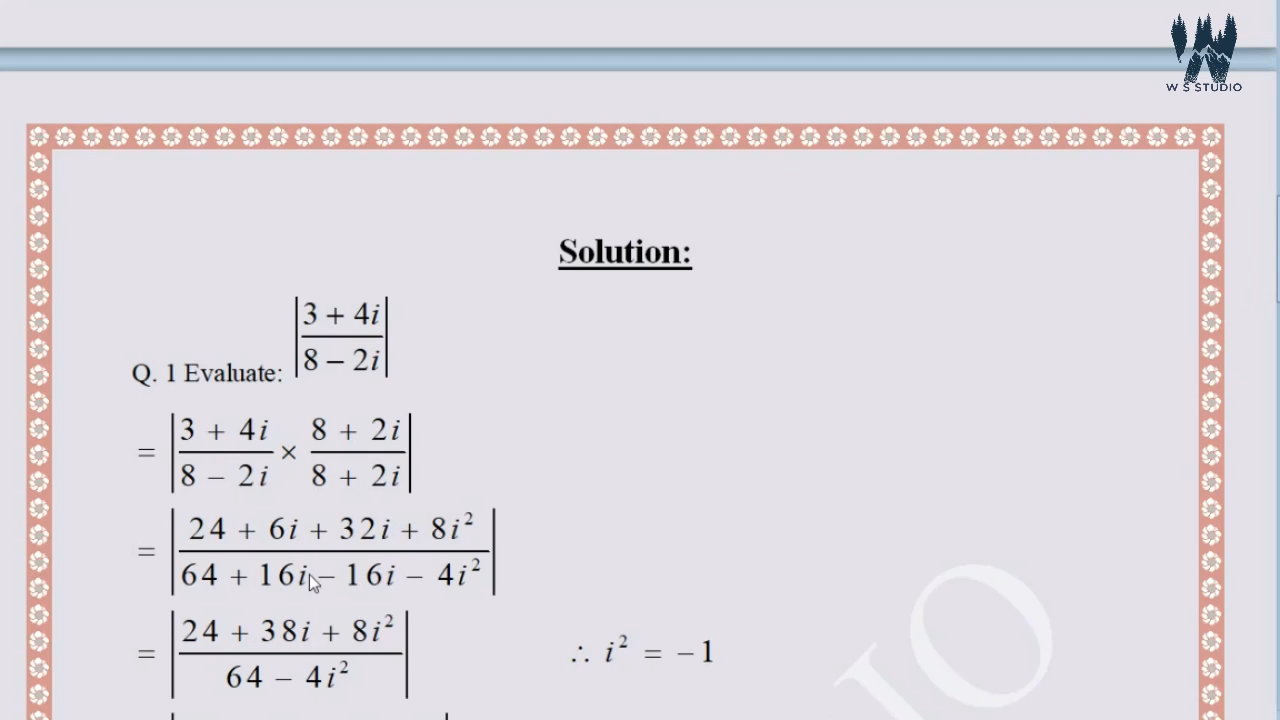 W S STUDIO
Solution:
Q. 1 Evaluate: |(3 + 4i)/(8 − 2i)|
= |(3 + 4i)/(8 − 2i) × (8 + 2i)/(8 + 2i)|
= |(24 + 6i + 32i + 8i²)/(64 + 16i − 16i − 4i²)|
= |(24 + 38i + 8i²)/(64 − 4i²)| ∴ i² = −1
IO